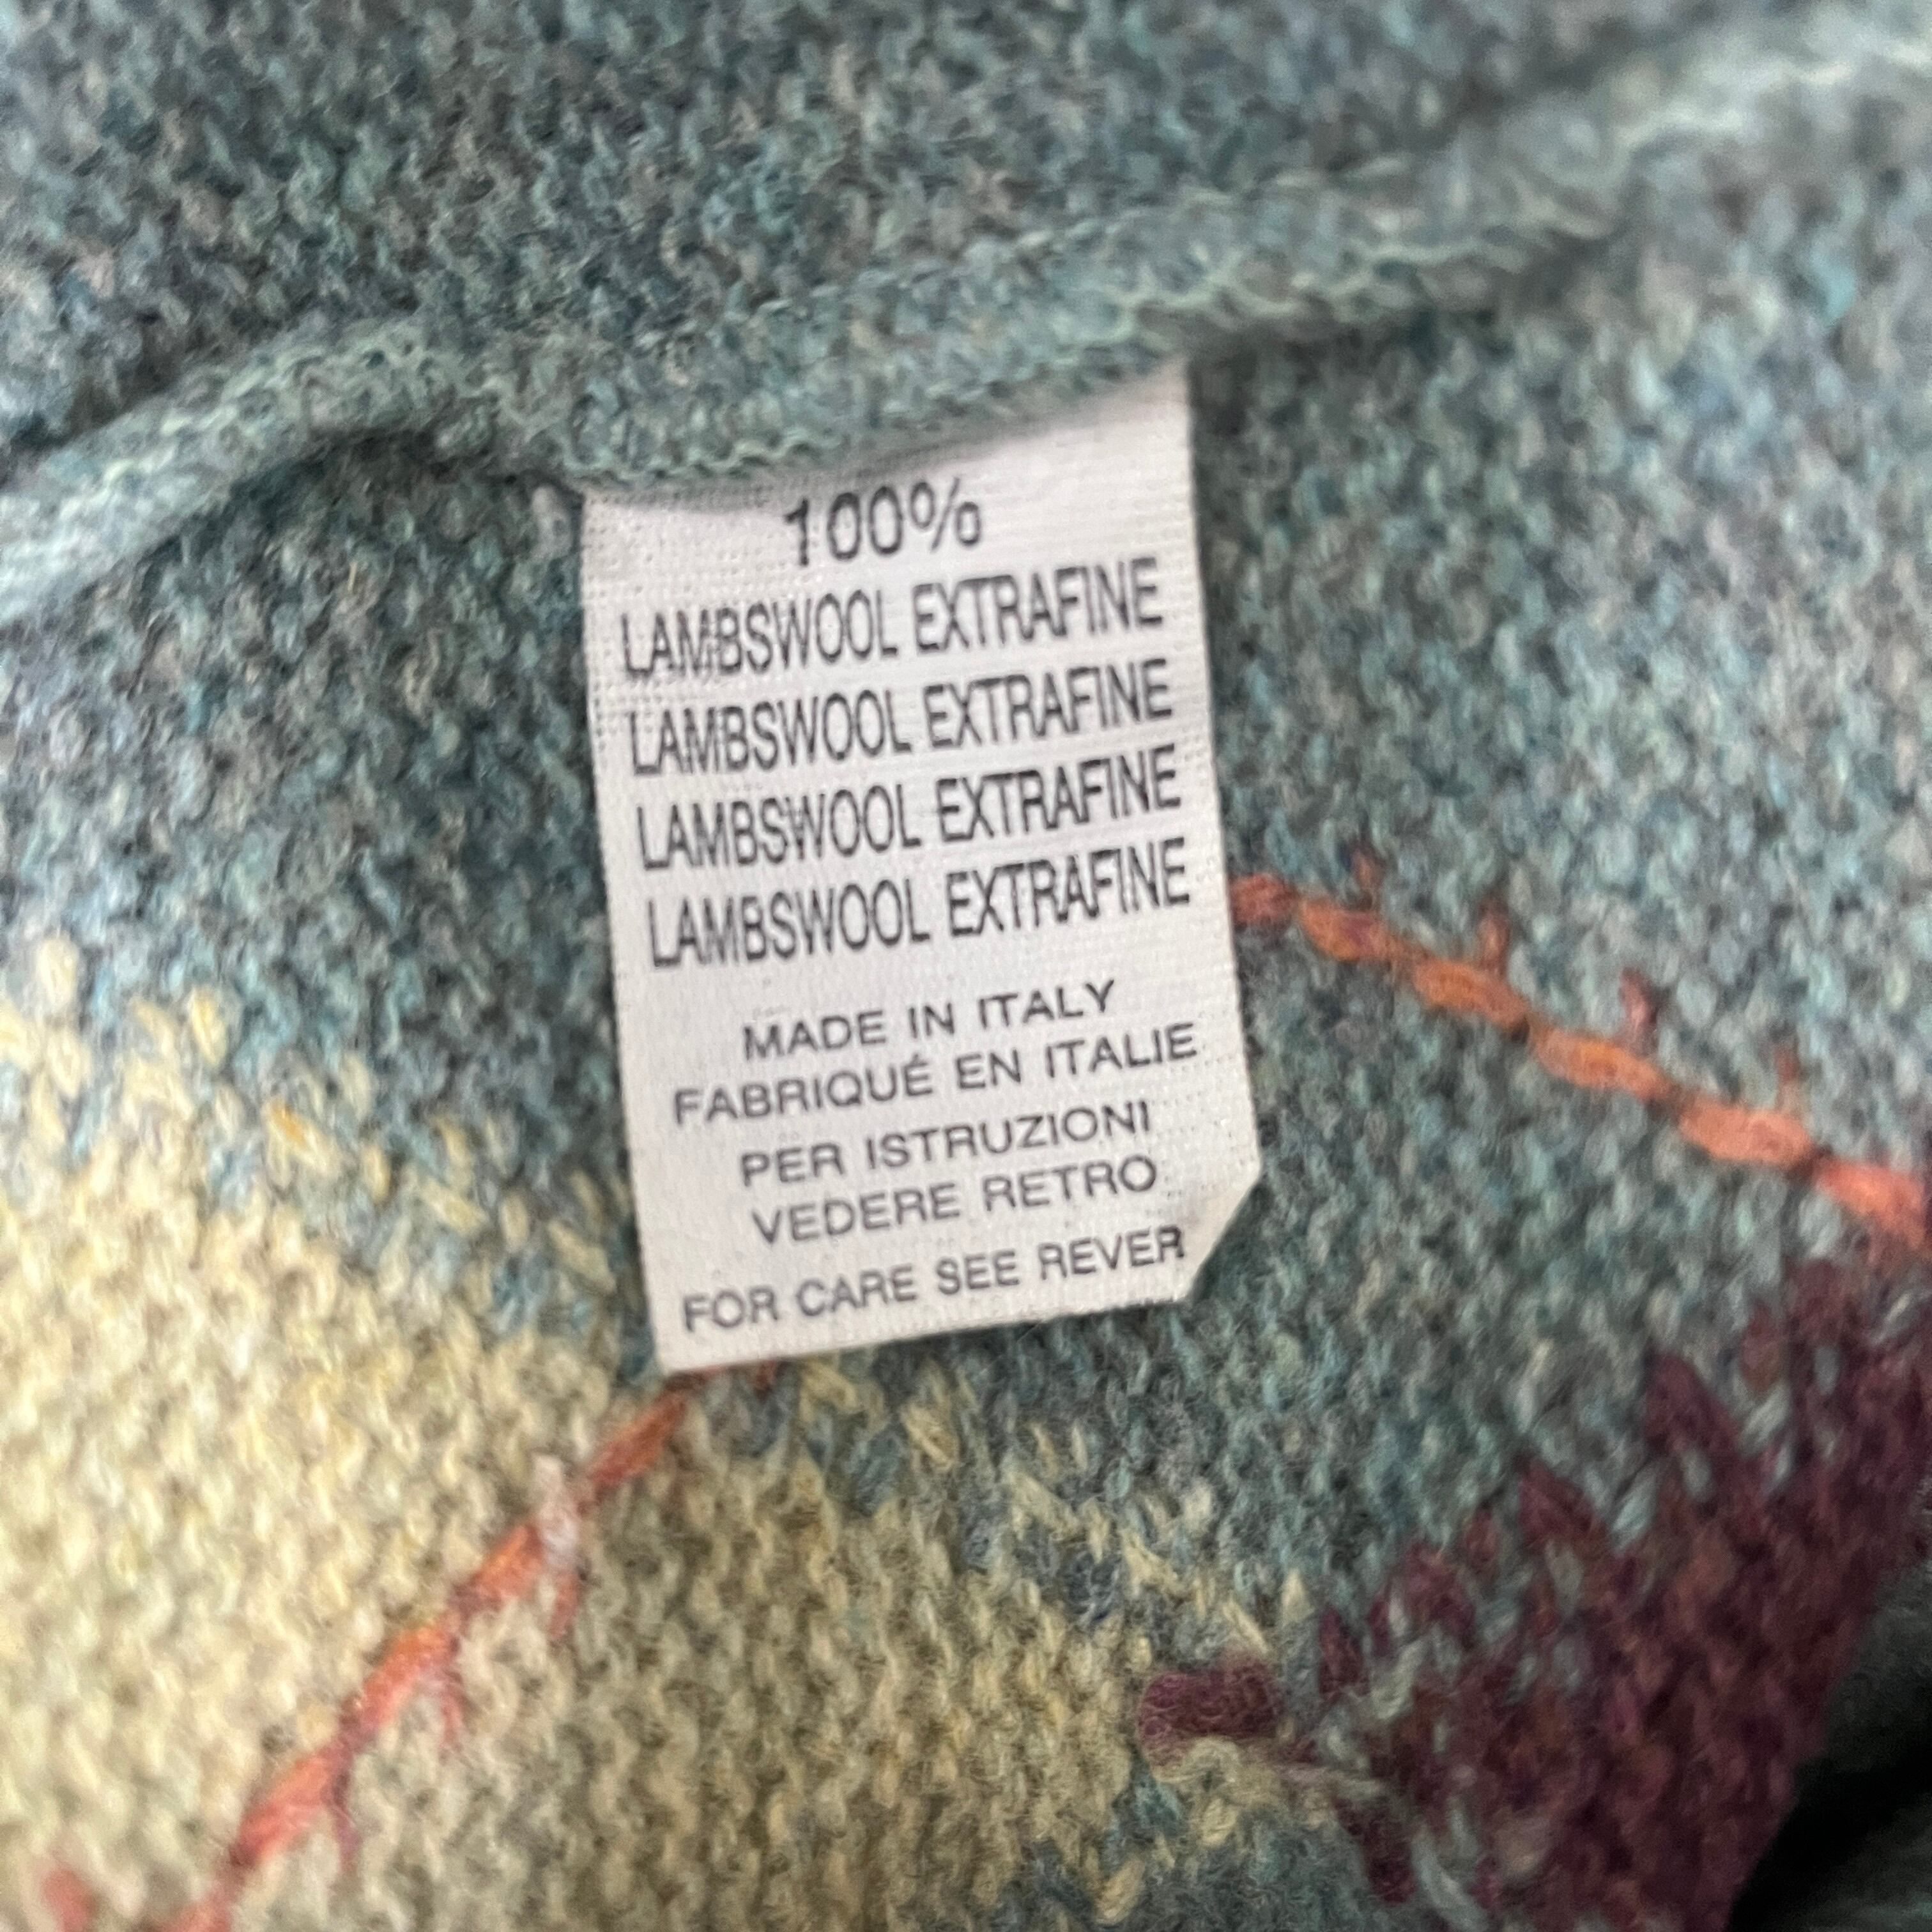 100%
LAMBSWOOL EXTRAFINE
LAMBSWOOL EXTRAFINE
LAMBSWOOL EXTRAFINE
LAMBSWOOL EXTRAFINE
MADE IN ITALY
FABRIQUÉ EN ITALIE
PER ISTRUZIONI
VEDERE RETRO
FOR CARE SEE REVER